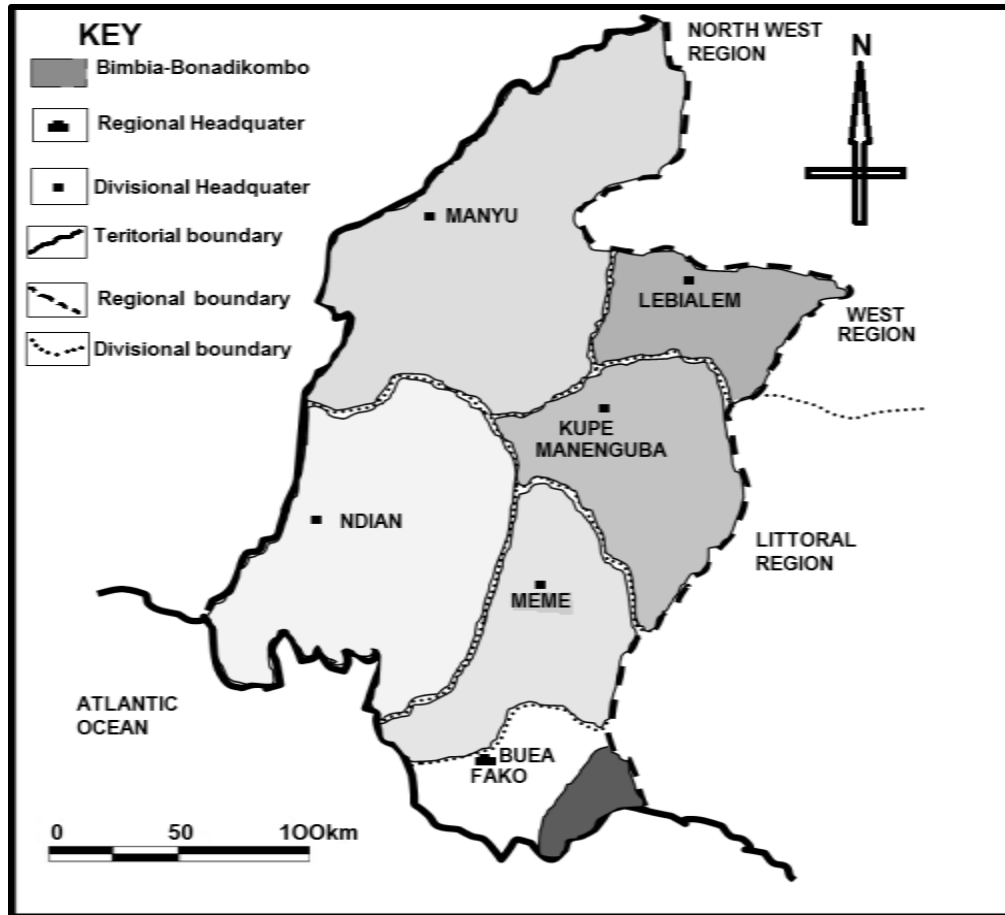 KEY
Bimbia-Bonadikombo
Regional Headquater
Divisional Headquater
Teritorial boundary
Regional boundary
Divisional boundary
NORTH WEST
REGION
N
MANYU
LEBIALEM
WEST
REGION
KUPE
MANENGUBA
NDIAN
LITTORAL
REGION
MEME
ATLANTIC
OCEAN
BUEA
FAKO
0 50 1OOkm